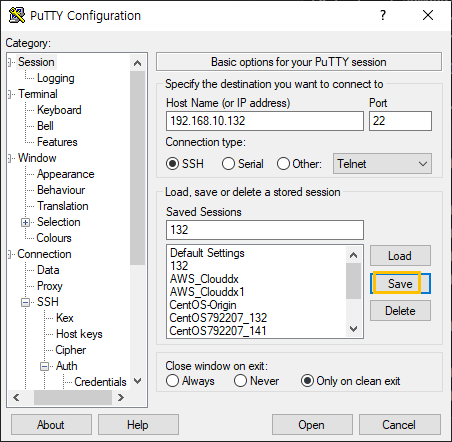 PuTTY Configuration
?
Category:
Session
Logging
Terminal
Keyboard
Bell
Features
Window
Appearance
Behaviour
Translation
Selection
Colours
Connection
Data
Proxy
SSH
Kex
Host keys
Cipher
Auth
Credentials
Basic options for your PuTTY session
Specify the destination you want to connect to
Host Name (or IP address) Port
192.168.10.132 22
Connection type:
SSH Serial Other: Telnet
Load, save or delete a stored session
Saved Sessions
132
Default Settings
132
AWS_Clouddx
AWS_Clouddx1
CentOS-Origin
CentOS792207_132
CentOS792207_141
Load
Save
Delete
Close window on exit:
Always Never Only on clean exit
About Help Open Cancel